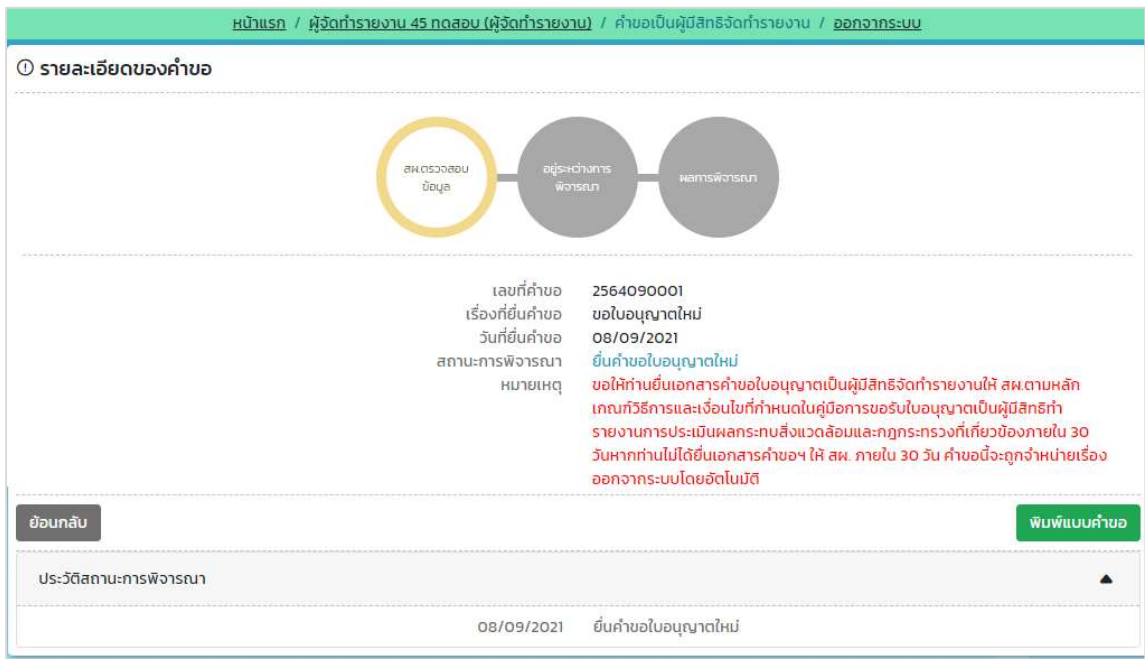 หน้าแรก / ผู้จัดทำรายงาน 45 ทดสอบ (ผู้จัดทำรายงาน) / คำขอเป็นผู้มีสิทธิจัดทำรายงาน / ออกจากระบบ
รายละเอียดของคำขอ
สผ.ตรวจสอบ
ข้อมูล
อยู่ระหว่างการ
พิจารณา
ผลการพิจารณา
เลขที่คำขอ 2564090001
เรื่องที่ยื่นคำขอ ขอใบอนุญาตใหม่
วันที่ยื่นคำขอ 08/09/2021
สถานะการพิจารณา ยื่นคำขอใบอนุญาตใหม่
หมายเหตุ ขอให้ท่านยื่นเอกสารคำขอใบอนุญาตเป็นผู้มีสิทธิจัดทำรายงานให้ สผ.ตามหลัก
เกณฑ์วิธีการและเงื่อนไขที่กำหนดในคู่มือการขอรับใบอนุญาตเป็นผู้มีสิทธิทำ
รายงานการประเมินผลกระทบสิ่งแวดล้อมและกฎกระทรวงที่เกี่ยวข้องภายใน 30
วันหากท่านไม่ได้ยื่นเอกสารคำขอฯ ให้ สผ. ภายใน 30 วัน คำขอนี้จะถูกจำหน่ายเรื่อง
ออกจากระบบโดยอัตโนมัติ
ย้อนกลับ
พิมพ์แบบคำขอ
ประวัติสถานะการพิจารณา
08/09/2021 ยื่นคำขอใบอนุญาตใหม่